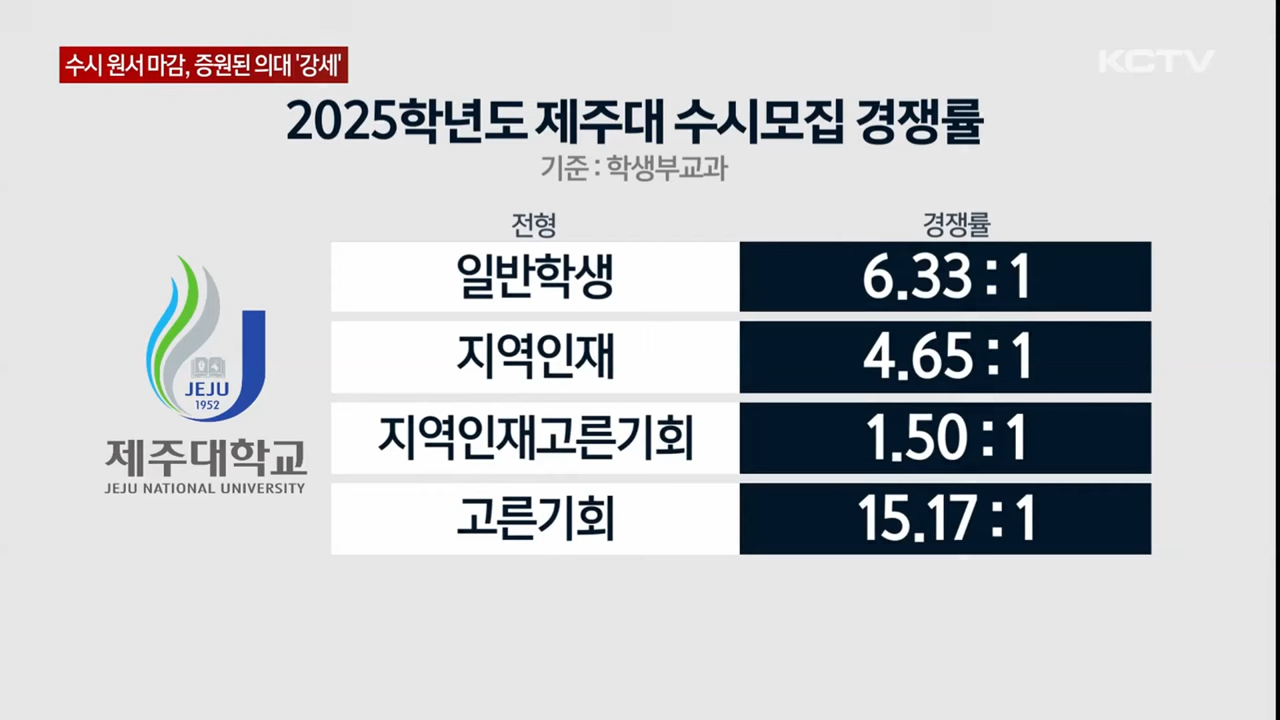 수시 원서 마감, 증원된 의대 '강세'
KCTV
2025학년도 제주대 수시모집 경쟁률
기준 : 학생부교과
전형 경쟁률
일반학생 6.33 : 1
지역인재 4.65 : 1
지역인재고른기회 1.50 : 1
고른기회 15.17 : 1
JEJU
1952
제주대학교
JEJU NATIONAL UNIVERSITY